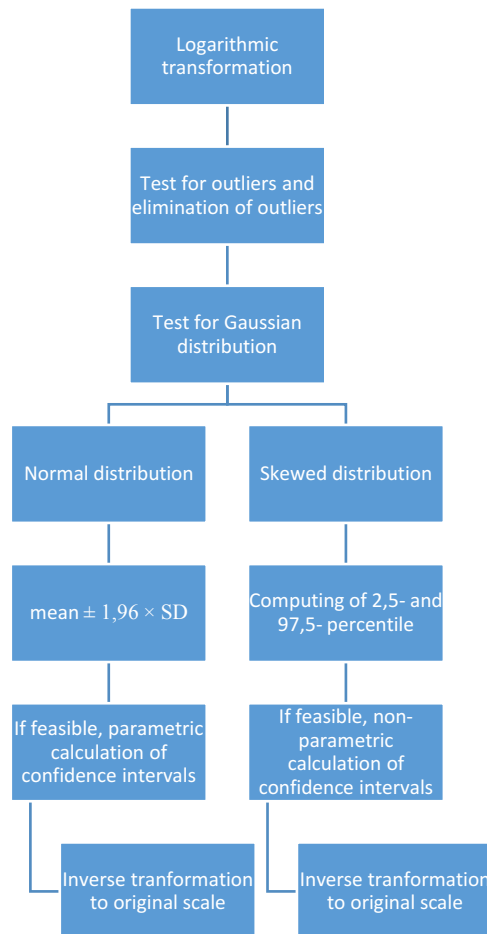 Logarithmic
transformation
Test for outliers and
elimination of outliers
Test for Gaussian
distribution
Normal distribution
Skewed distribution
mean ± 1,96 × SD
Computing of 2,5- and
97,5- percentile
If feasible, parametric
calculation of
confidence intervals
If feasible, non-
parametric
calculation of
confidence intervals
Inverse tranformation
to original scale
Inverse tranformation
to original scale